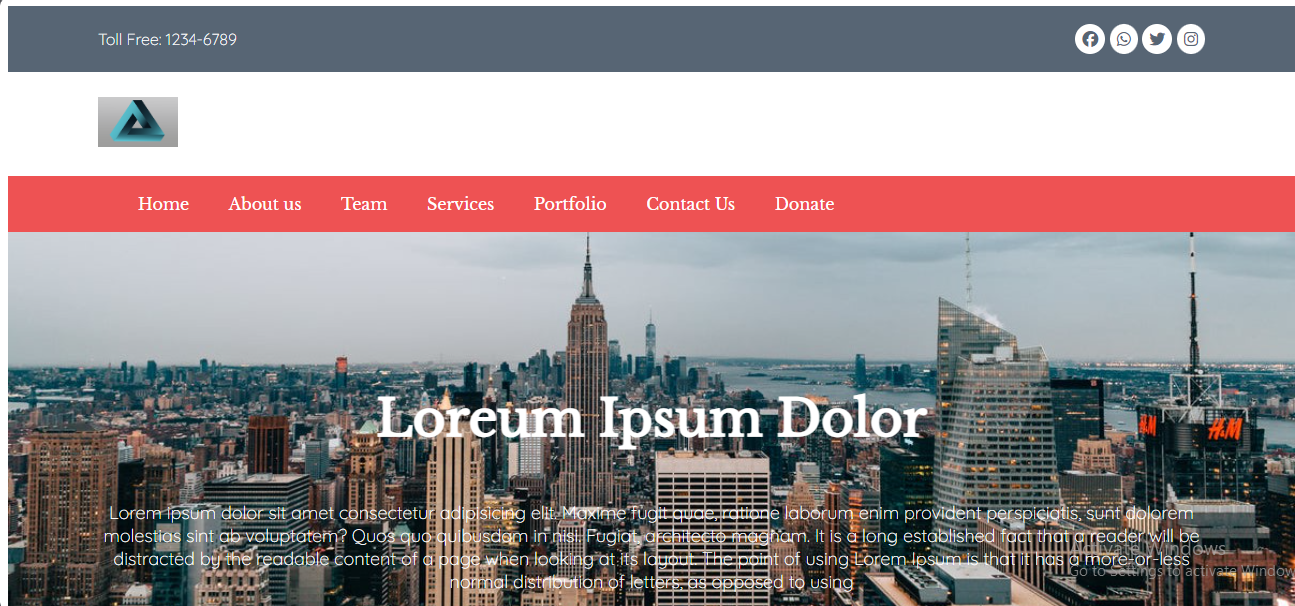 Toll Free: 1234-6789
Home About us Team Services Portfolio Contact Us Donate
Loreum Ipsum Dolor
H&M H&M
Lorem ipsum dolor sit amet consectetur adipisicing elit. Maxime fugit quae, ratione laborum enim provident perspiciatis, sunt dolorem
molestias sint ab voluptatem? Quos quo quibusdam in nisi. Fugiat, architecto magnam. It is a long established fact that a reader will be
distracted by the readable content of a page when looking at its layout. The point of using Lorem Ipsum is that it has a more-or-less
normal distribution of letters, as opposed to using
Activate Windows
Go to Settings to activate Window